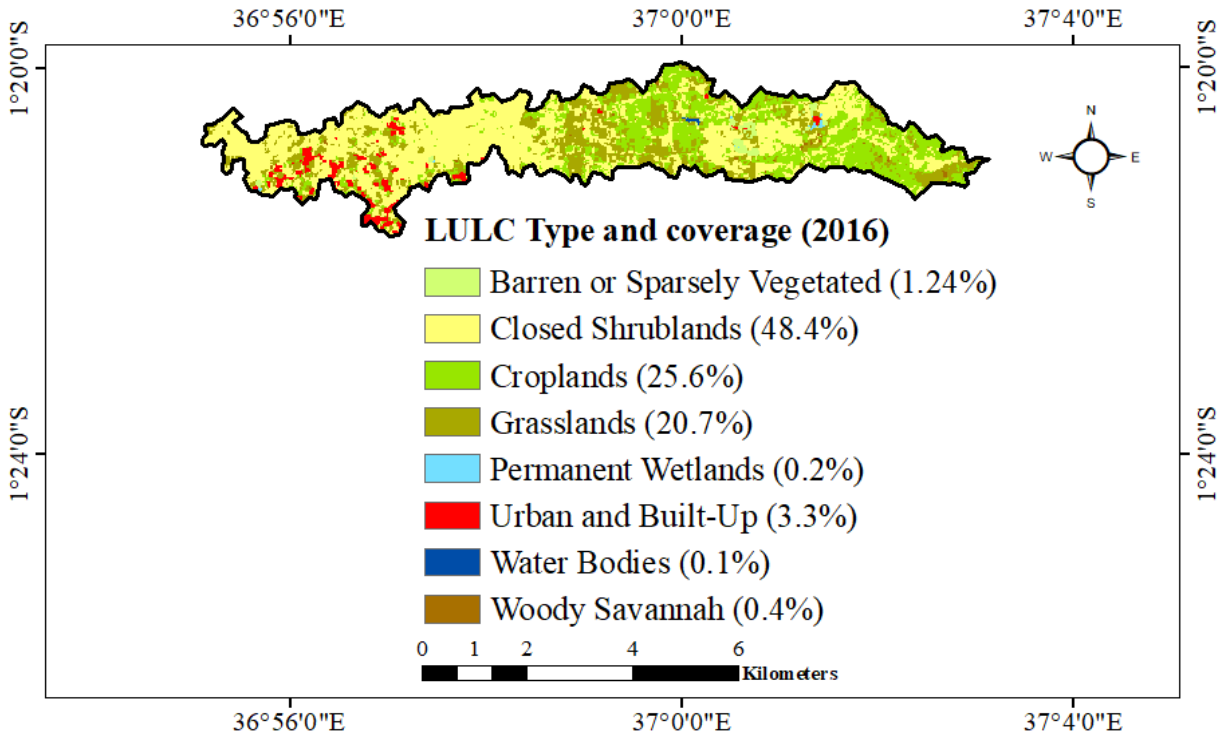 36°56'0"E 37°0'0"E 37°4'0"E
1°20'0"S 1°20'0"S
N
W E
S
LULC Type and coverage (2016)
Barren or Sparsely Vegetated (1.24%)
Closed Shrublands (48.4%)
Croplands (25.6%)
Grasslands (20.7%)
1°24'0"S 1°24'0"S
Permanent Wetlands (0.2%)
Urban and Built-Up (3.3%)
Water Bodies (0.1%)
Woody Savannah (0.4%)
0 1 2 4 6
Kilometers
36°56'0"E 37°0'0"E 37°4'0"E